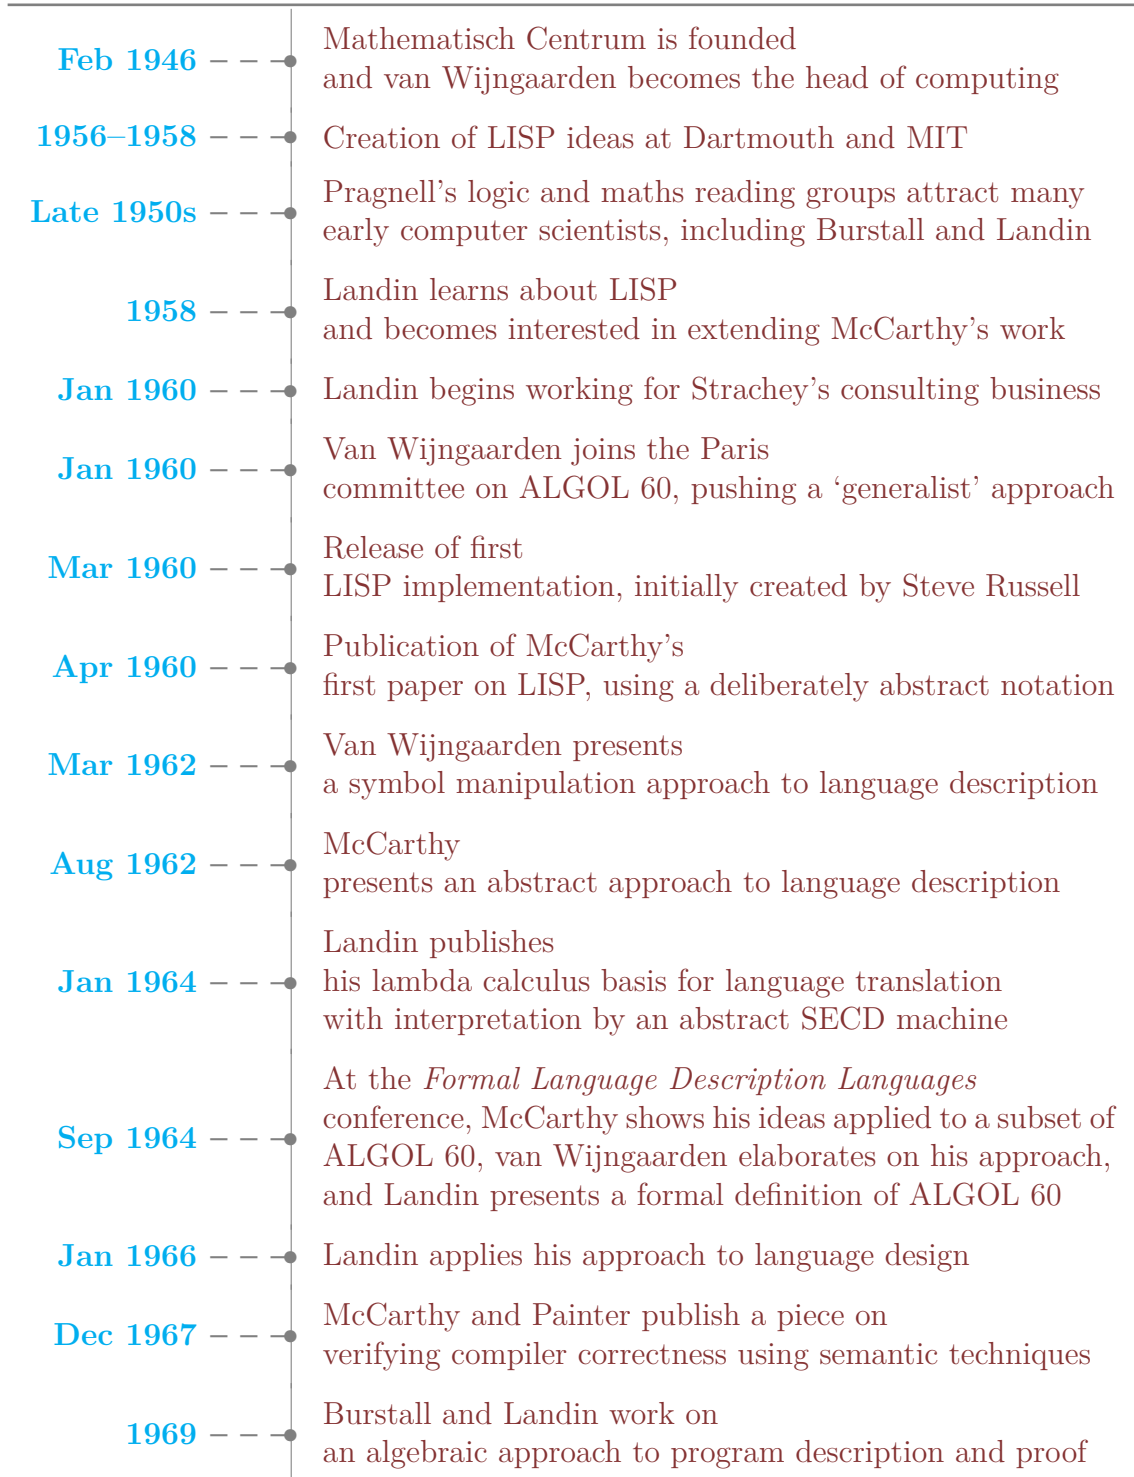 Feb 1946
Mathematisch Centrum is founded
and van Wijngaarden becomes the head of computing
1956–1958
Creation of LISP ideas at Dartmouth and MIT
Late 1950s
Pragnell’s logic and maths reading groups attract many
early computer scientists, including Burstall and Landin
1958
Landin learns about LISP
and becomes interested in extending McCarthy’s work
Jan 1960
Landin begins working for Strachey’s consulting business
Jan 1960
Van Wijngaarden joins the Paris
committee on ALGOL 60, pushing a ‘generalist’ approach
Mar 1960
Release of first
LISP implementation, initially created by Steve Russell
Apr 1960
Publication of McCarthy’s
first paper on LISP, using a deliberately abstract notation
Mar 1962
Van Wijngaarden presents
a symbol manipulation approach to language description
Aug 1962
McCarthy
presents an abstract approach to language description
Jan 1964
Landin publishes
his lambda calculus basis for language translation
with interpretation by an abstract SECD machine
Sep 1964
At the Formal Language Description Languages
conference, McCarthy shows his ideas applied to a subset of
ALGOL 60, van Wijngaarden elaborates on his approach,
and Landin presents a formal definition of ALGOL 60
Jan 1966
Landin applies his approach to language design
Dec 1967
McCarthy and Painter publish a piece on
verifying compiler correctness using semantic techniques
1969
Burstall and Landin work on
an algebraic approach to program description and proof